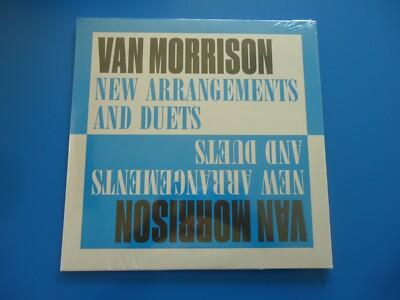 VAN MORRISON
NEW ARRANGEMENTS
AND DUETS
VAN MORRISON
NEW ARRANGEMENTS
AND DUETS